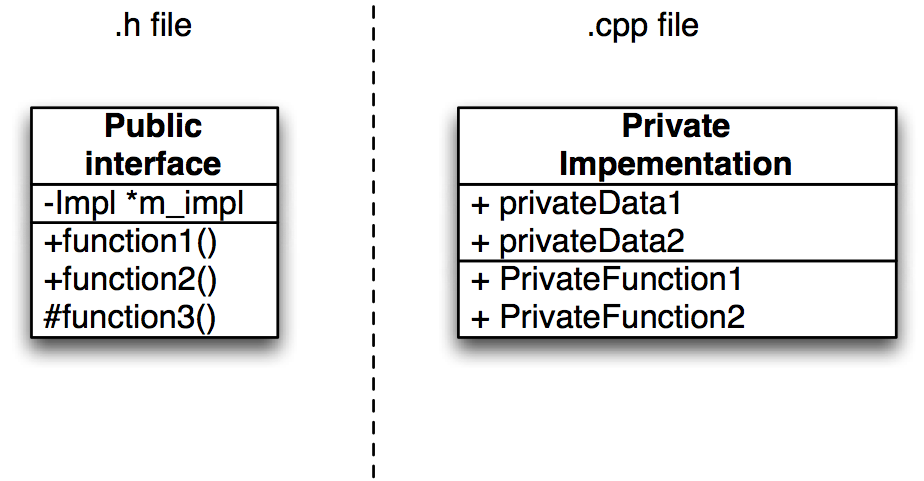 .h file
.cpp file
Public
interface
-Impl *m_impl
+function1()
+function2()
#function3()
Private
Impementation
+ privateData1
+ privateData2
+ PrivateFunction1
+ PrivateFunction2